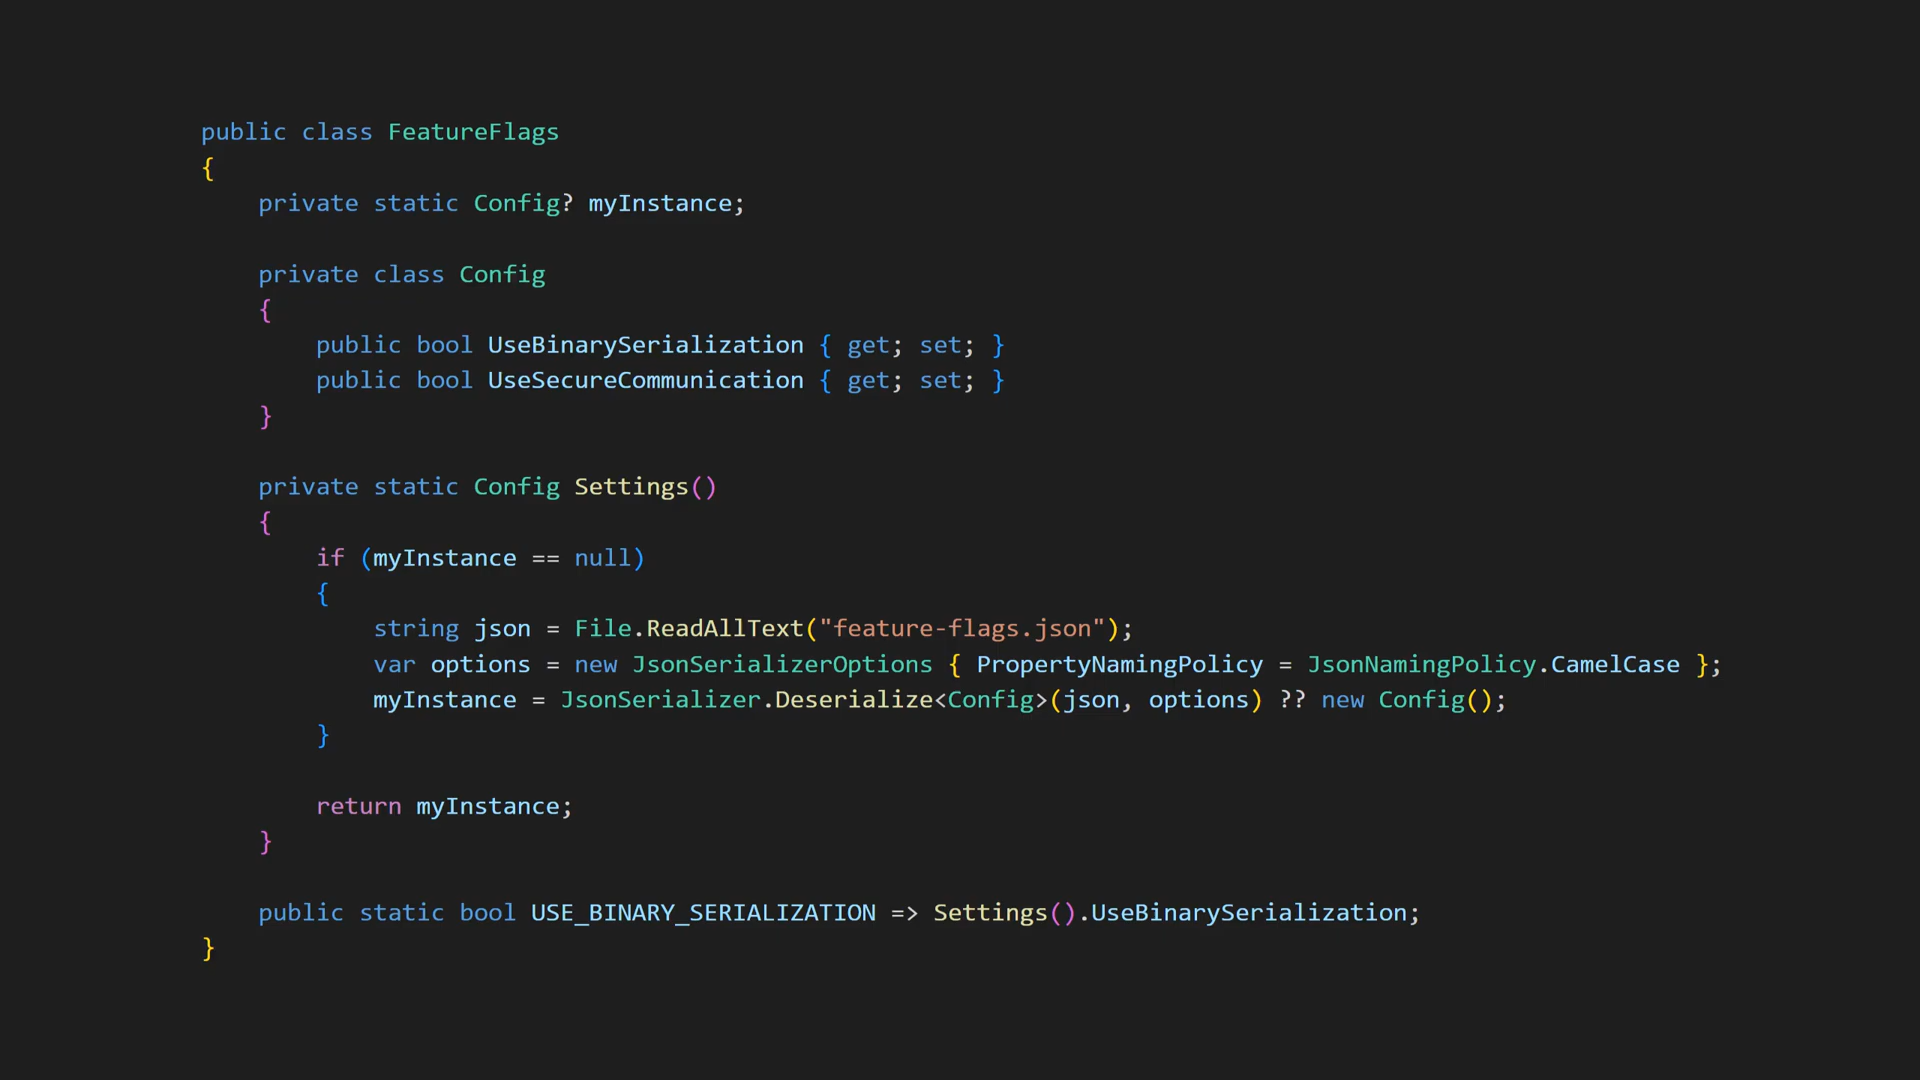 public class FeatureFlags
{
    private static Config? myInstance;

    private class Config
    {
        public bool UseBinarySerialization { get; set; }
        public bool UseSecureCommunication { get; set; }
    }

    private static Config Settings()
    {
        if (myInstance == null)
        {
            string json = File.ReadAllText("feature-flags.json");
            var options = new JsonSerializerOptions { PropertyNamingPolicy = JsonNamingPolicy.CamelCase };
            myInstance = JsonSerializer.Deserialize<Config>(json, options) ?? new Config();
        }

        return myInstance;
    }

    public static bool USE_BINARY_SERIALIZATION => Settings().UseBinarySerialization;
}